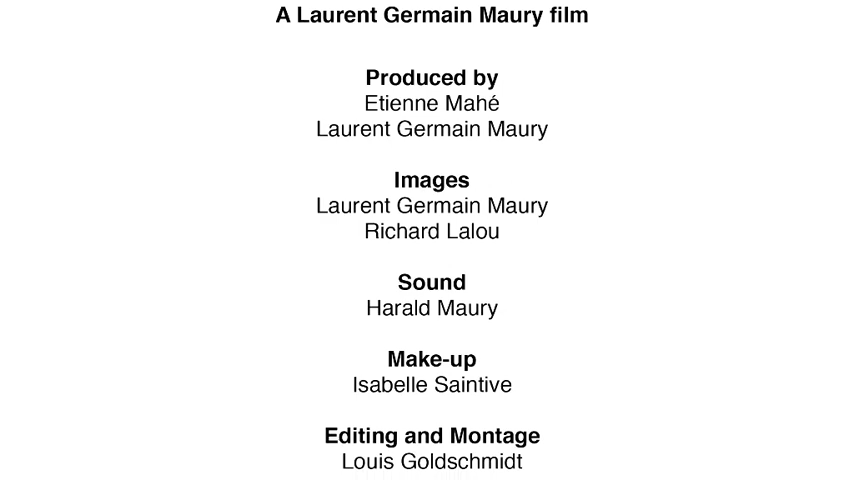 A Laurent Germain Maury film
Produced by
Etienne Mahé
Laurent Germain Maury
Images
Laurent Germain Maury
Richard Lalou
Sound
Harald Maury
Make-up
Isabelle Saintive
Editing and Montage
Louis Goldschmidt